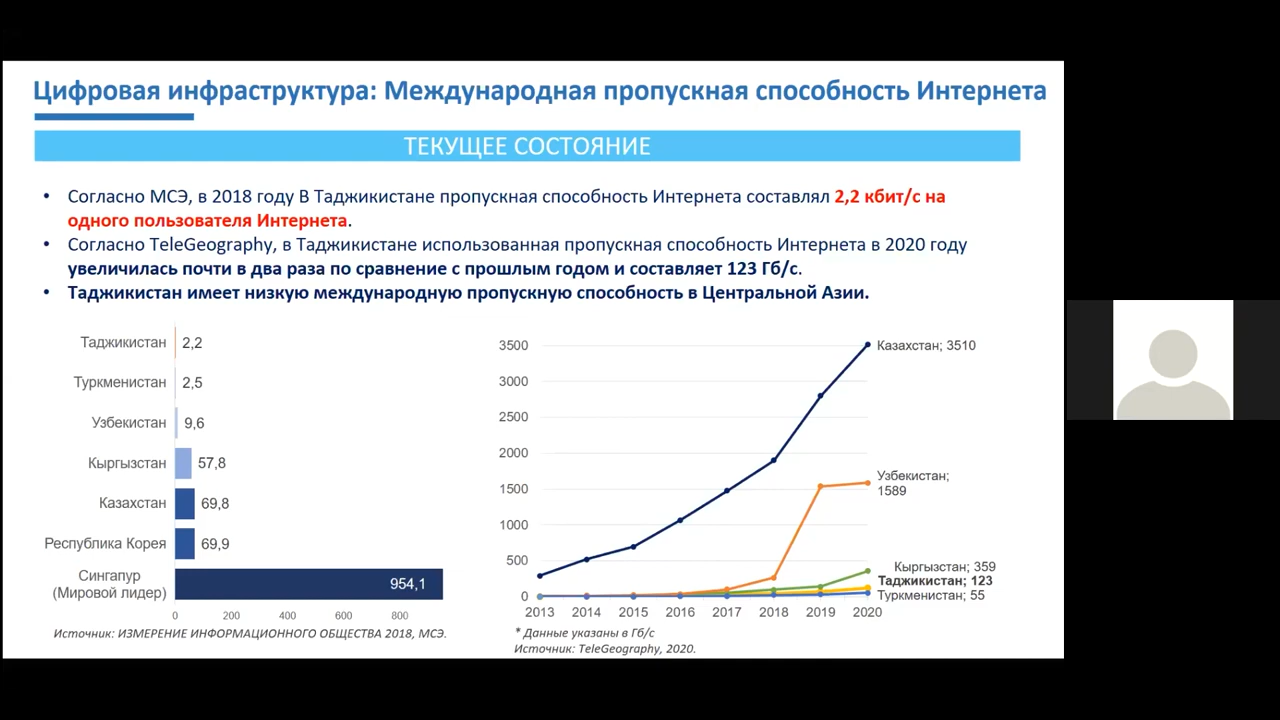 Цифровая инфраструктура: Международная пропускная способность Интернета
ТЕКУЩЕЕ СОСТОЯНИЕ
• Согласно МСЭ, в 2018 году В Таджикистане пропускная способность Интернета составлял 2,2 кбит/с на
одного пользователя Интернета.
• Согласно TeleGeography, в Таджикистане использованная пропускная способность Интернета в 2020 году
увеличилась почти в два раза по сравнение с прошлым годом и составляет 123 Гб/с.
• Таджикистан имеет низкую международную пропускную способность в Центральной Азии.
Таджикистан 2,2
Туркменистан 2,5
Узбекистан 9,6
Кыргызстан 57,8
Казахстан 69,8
Республика Корея 69,9
Сингапур
(Мировой лидер) 954,1
0 200 400 600 800
Источник: ИЗМЕРЕНИЕ ИНФОРМАЦИОННОГО ОБЩЕСТВА 2018, МСЭ.
3500
3000
2500
2000
1500
1000
500
0
2013 2014 2015 2016 2017 2018 2019 2020
Казахстан; 3510
Узбекистан;
1589
Кыргызстан; 359
Таджикистан; 123
Туркменистан; 55
* Данные указаны в Гб/с
Источник: TeleGeography, 2020.